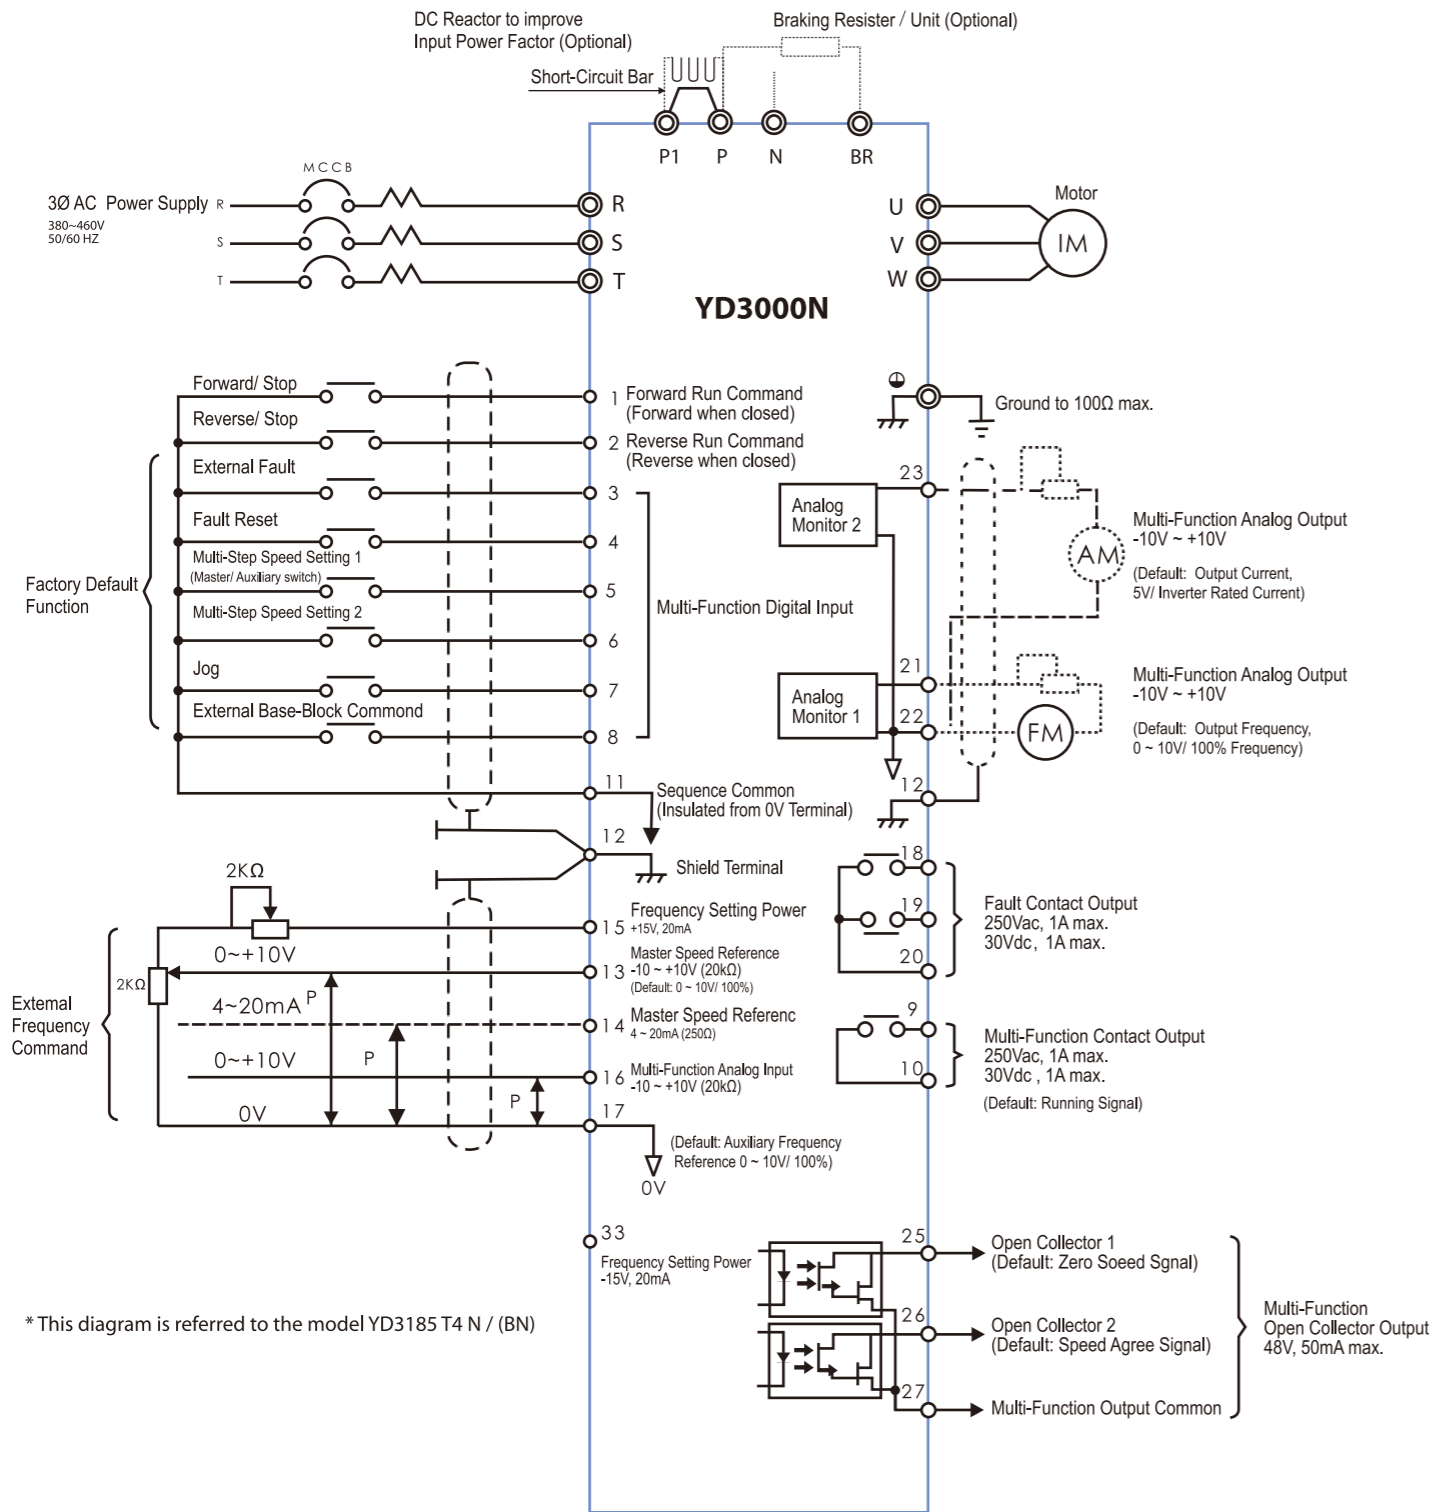 DC Reactor to improve
Input Power Factor (Optional)
Braking Resister / Unit (Optional)
Short-Circuit Bar
P1
P
N
BR
MCCB
3Ø AC Power Supply
380~460V
50/60 HZ
R
S
T
R
S
T
U
V
W
Motor
IM
YD3000N
Forward/ Stop
1
Forward Run Command
(Forward when closed)
Reverse/ Stop
2
Reverse Run Command
(Reverse when closed)
External Fault
3
Fault Reset
4
Multi-Step Speed Setting 1
(Master/ Auxiliary switch)
5
Multi-Step Speed Setting 2
6
Jog
7
External Base-Block Commond
8
Factory Default
Function
Multi-Function Digital Input
11
Sequence Common
(Insulated from 0V Terminal)
12
Shield Terminal
Ground to 100Ω max.
23
Analog
Monitor 2
AM
Multi-Function Analog Output
-10V ~ +10V
(Default: Output Current,
5V/ Inverter Rated Current)
21
Analog
Monitor 1
22
FM
Multi-Function Analog Output
-10V ~ +10V
(Default: Output Frequency,
0 ~ 10V/ 100% Frequency)
12
18
19
20
Fault Contact Output
250Vac, 1A max.
30Vdc , 1A max.
9
10
Multi-Function Contact Output
250Vac, 1A max.
30Vdc , 1A max.
(Default: Running Signal)
External
Frequency
Command
2KΩ
2KΩ
0~+10V
4~20mA
P
P
P
0~+10V
0V
15
Frequency Setting Power
+15V, 20mA
13
Master Speed Reference
-10 ~ +10V (20kΩ)
(Default: 0 ~ 10V/ 100%)
14
Master Speed Referenc
4 ~ 20mA (250Ω)
16
Multi-Function Analog Input
-10 ~ +10V (20kΩ)
17
(Default: Auxiliary Frequency
Reference 0 ~ 10V/ 100%)
0V
33
Frequency Setting Power
-15V, 20mA
25
Open Collector 1
(Default: Zero Soeed Sgnal)
26
Open Collector 2
(Default: Speed Agree Signal)
27
Multi-Function Output Common
Multi-Function
Open Collector Output
48V, 50mA max.
* This diagram is referred to the model YD3185 T4 N / (BN)